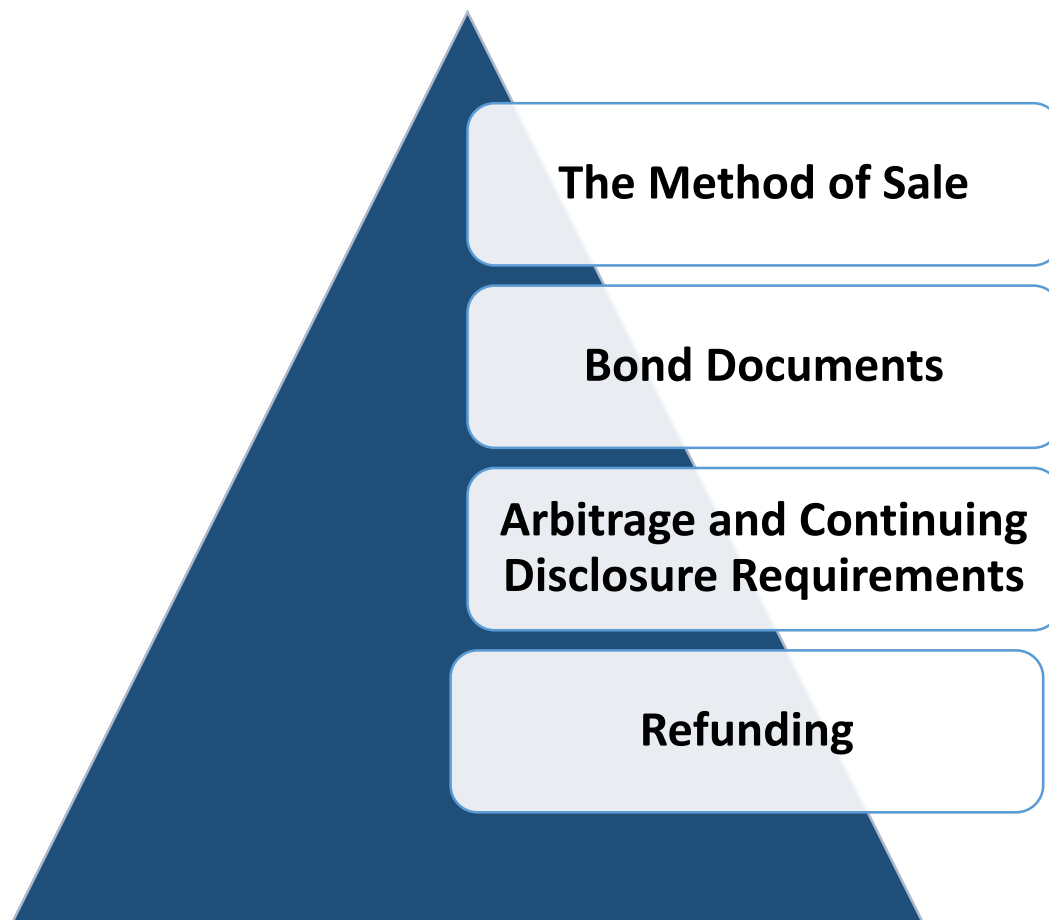 The Method of Sale
Bond Documents
Arbitrage and Continuing
Disclosure Requirements
Refunding